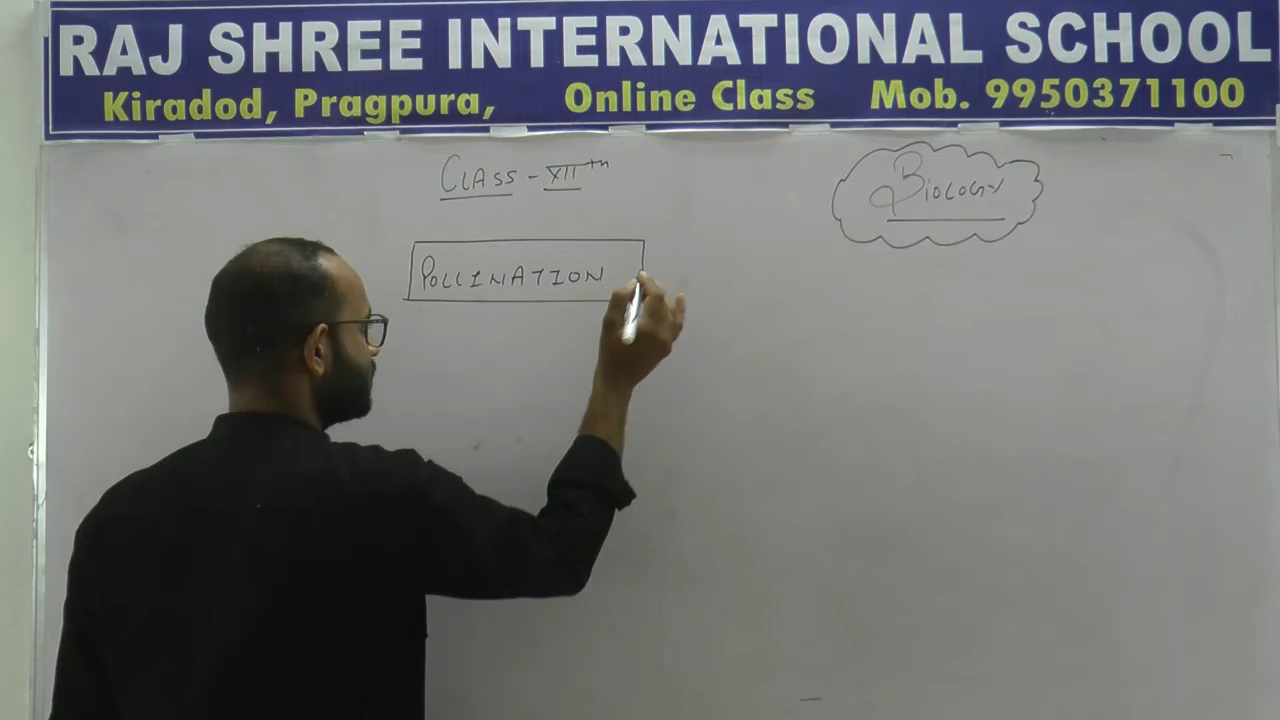 RAJ SHREE INTERNATIONAL SCHOOL
Kiradod, Pragpura, Online Class Mob. 9950371100
CLASS - XIIth
BIOLOGY
POLLINATION